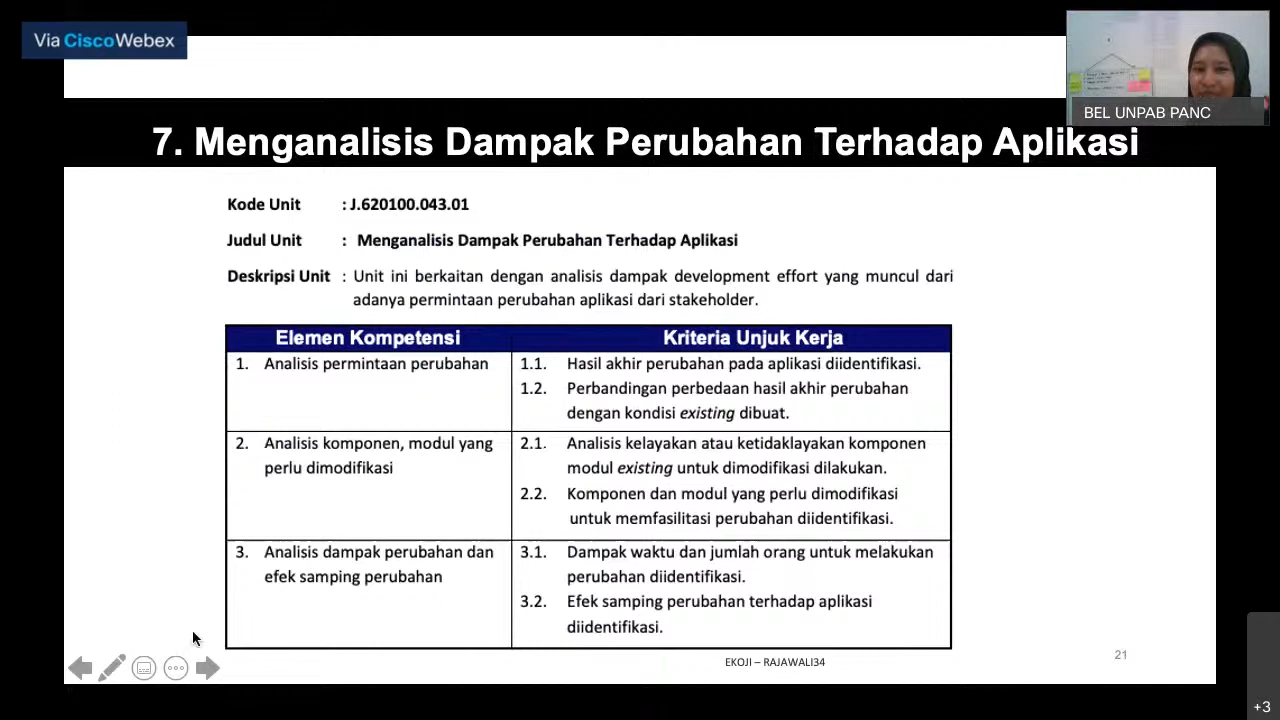 Via CiscoWebex
BEL UNPAB PANC
7. Menganalisis Dampak Perubahan Terhadap Aplikasi
Kode Unit : J.620100.043.01
Judul Unit : Menganalisis Dampak Perubahan Terhadap Aplikasi
Deskripsi Unit : Unit ini berkaitan dengan analisis dampak development effort yang muncul dari
adanya permintaan perubahan aplikasi dari stakeholder.
Elemen Kompetensi Kriteria Unjuk Kerja
1. Analisis permintaan perubahan
1.1. Hasil akhir perubahan pada aplikasi diidentifikasi.
1.2. Perbandingan perbedaan hasil akhir perubahan
dengan kondisi existing dibuat.
2. Analisis komponen, modul yang
perlu dimodifikasi
2.1. Analisis kelayakan atau ketidaklayakan komponen
modul existing untuk dimodifikasi dilakukan.
2.2. Komponen dan modul yang perlu dimodifikasi
untuk memfasilitasi perubahan diidentifikasi.
3. Analisis dampak perubahan dan
efek samping perubahan
3.1. Dampak waktu dan jumlah orang untuk melakukan
perubahan diidentifikasi.
3.2. Efek samping perubahan terhadap aplikasi
diidentifikasi.
EKOJI – RAJAWALI34
21
+3